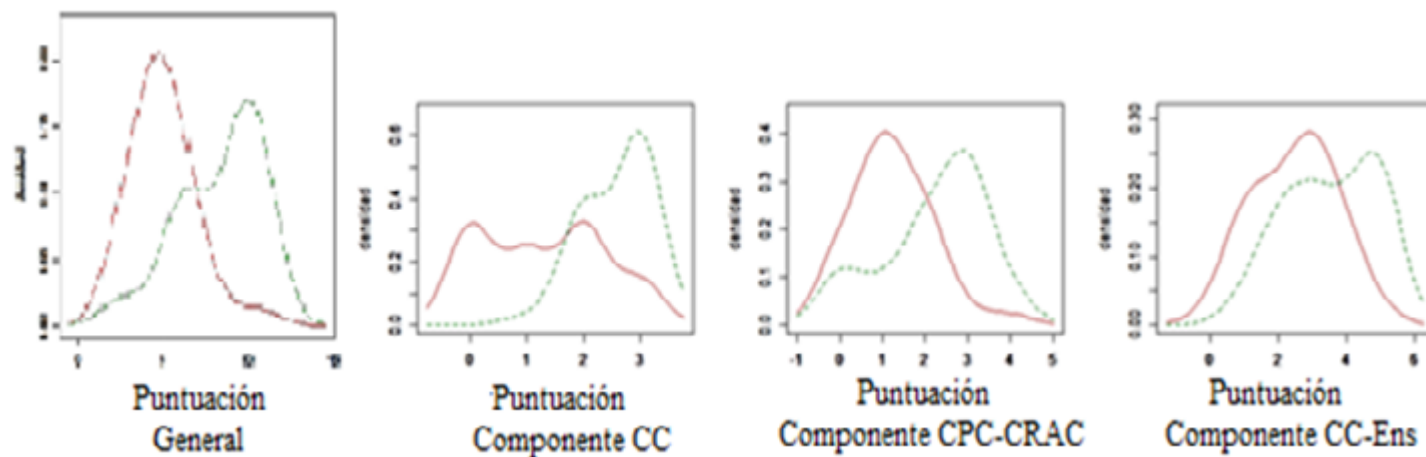 densidad
0.0 0.2 0.4 0.6
0 1 2 3
densidad
0.0 0.1 0.2 0.3 0.4
-1 0 1 2 3 4 5
densidad
0.00 0.10 0.20 0.30
0 2 4 6
Puntuación
General
Puntuación
Componente CC
Puntuación
Componente CPC-CRAC
Puntuación
Componente CC-Ens